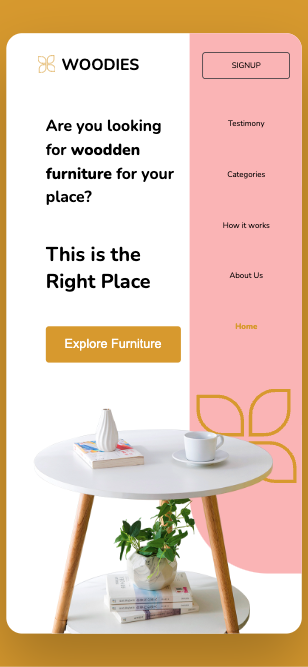 WOODIES
Are you looking
for woodden
furniture for your
place?
This is the
Right Place
Explore Furniture
SIGNUP
Testimony
Categories
How it works
About Us
Home